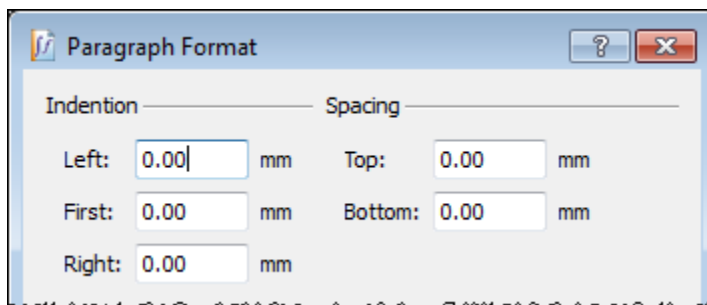 Paragraph Format
Indention Spacing
Left: 0.00 mm Top: 0.00 mm
First: 0.00 mm Bottom: 0.00 mm
Right: 0.00 mm